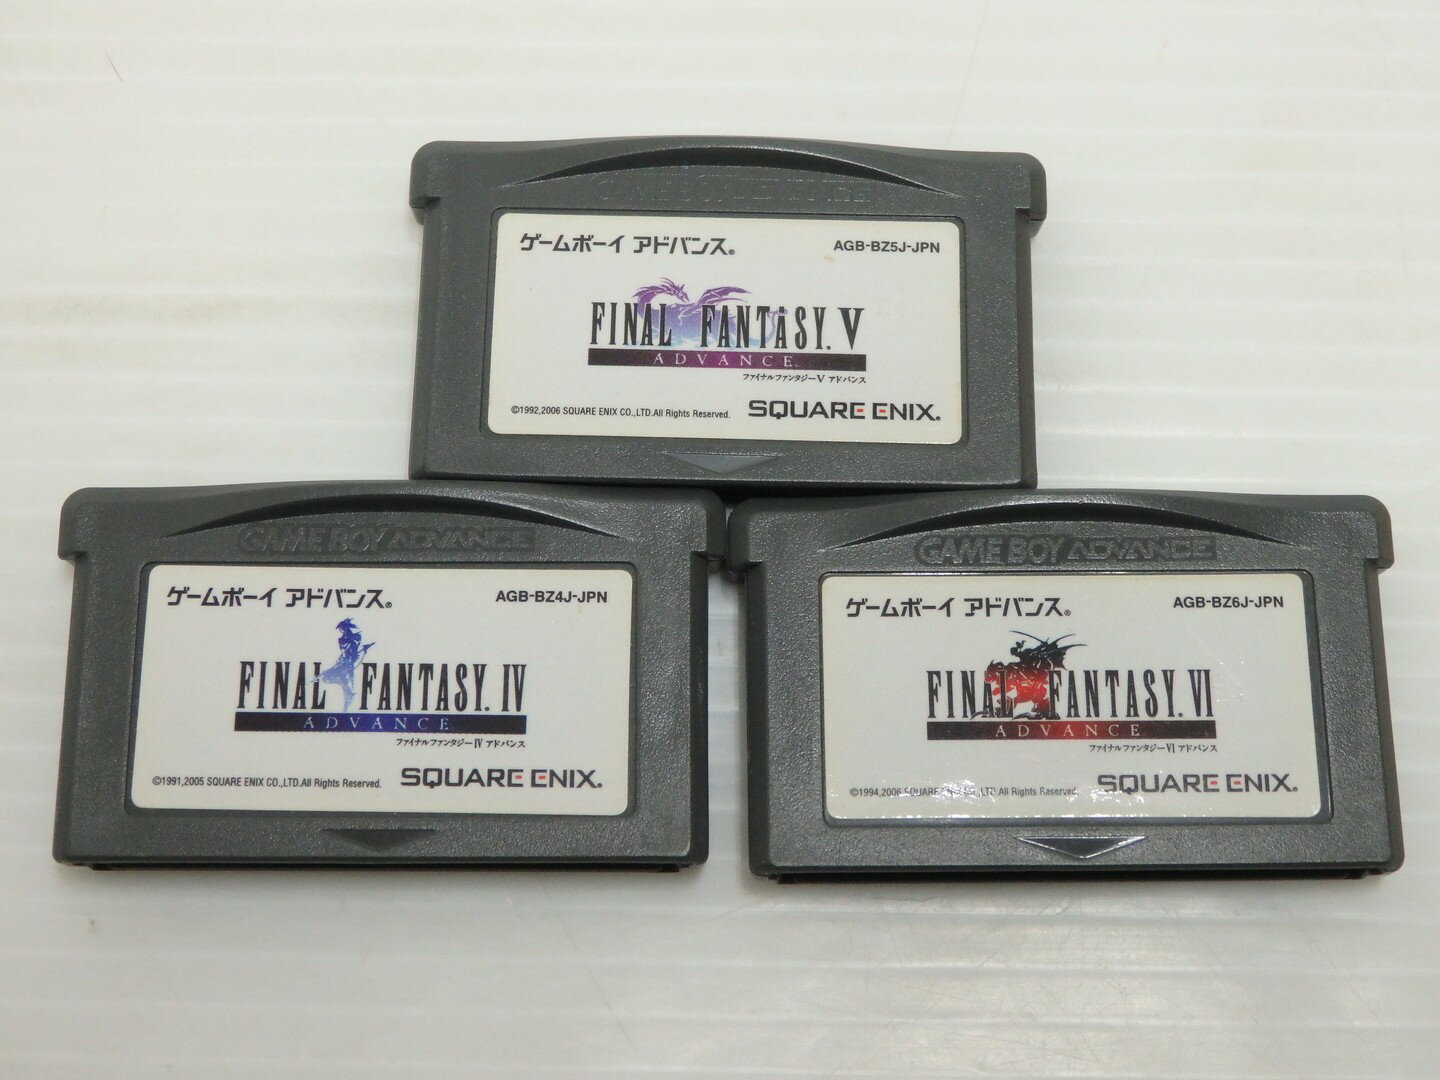 GAME BOY ADVANCE
ゲームボーイ アドバンス® AGB-BZ5J-JPN
FINAL FANTASY. V
ADVANCE
ファイナルファンタジーV アドバンス
©1992,2006 SQUARE ENIX CO.,LTD.All Rights Reserved. SQUARE ENIX®
GAME BOY ADVANCE
ゲームボーイ アドバンス® AGB-BZ4J-JPN
FINAL FANTASY. IV
ADVANCE
ファイナルファンタジーIV アドバンス
©1991,2005 SQUARE ENIX CO.,LTD.All Rights Reserved. SQUARE ENIX®
GAME BOY ADVANCE
ゲームボーイ アドバンス® AGB-BZ6J-JPN
FINAL FANTASY. VI
ADVANCE
ファイナルファンタジーVI アドバンス
©1994,2006 SQUARE ENIX CO.,LTD.All Rights Reserved. SQUARE ENIX®